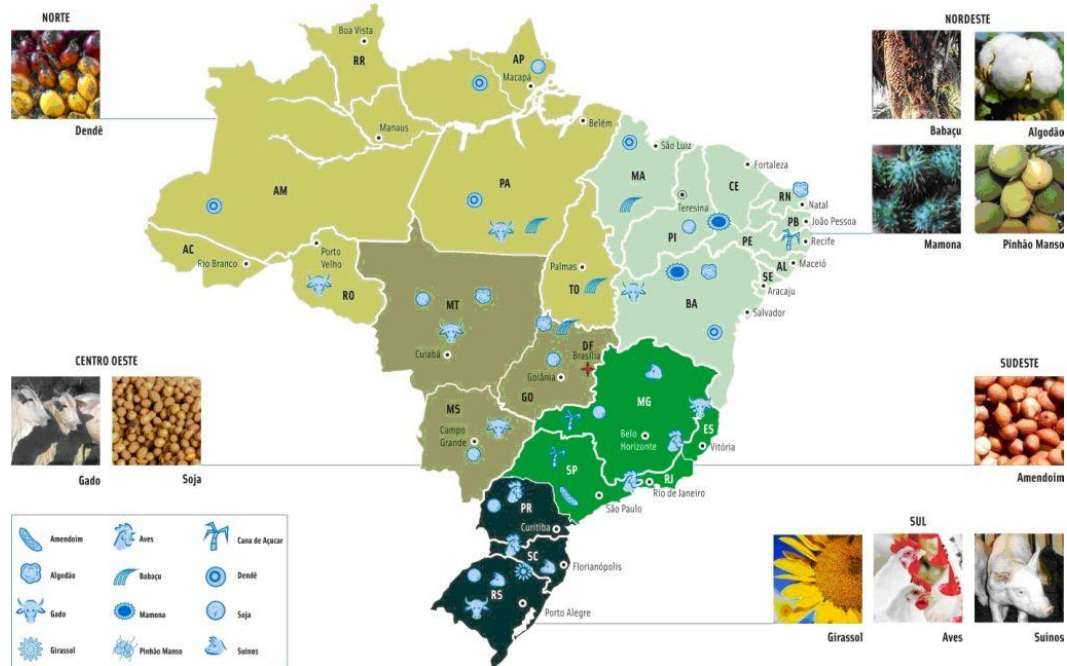 NORTE
Dendê
NORDESTE
Babaçu
Algodão
Mamona
Pinhão Manso
Boa Vista
RR
AP
Macapá
Manaus
Belém
AM
PA
São Luiz
MA
Fortaleza
CE
Teresina
RN
Natal
PB
João Pessoa
PI
PE
Recife
AC
Rio Branco
Porto
Velho
RO
Palmas
TO
AL
Maceió
SE
Aracaju
BA
Salvador
MT
Cuiabá
DF
Brasília
Goiânia
GO
CENTRO OESTE
Gado
Soja
SUDESTE
Amendoim
MS
Campo
Grande
MG
Belo
Horizonte
ES
Vitória
SP
RJ
Rio de Janeiro
São Paulo
PR
Curitiba
SC
Florianópolis
RS
Porto Alegre
Amendoim
Aves
Cana de Açucar
Algodão
Babaçu
Dendê
Gado
Mamona
Soja
Girassol
Pinhão Manso
Suinos
SUL
Girassol
Aves
Suinos